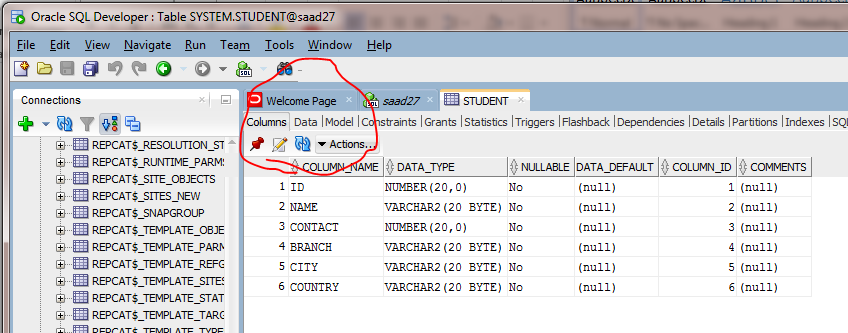 Oracle SQL Developer : Table SYSTEM.STUDENT@saad27
File Edit View Navigate Run Team Tools Window Help
SQL
Connections
REPCAT$_RESOLUTION_ST
REPCAT$_RUNTIME_PARMS
REPCAT$_SITE_OBJECTS
REPCAT$_SITES_NEW
REPCAT$_SNAPGROUP
REPCAT$_TEMPLATE_OBJE
REPCAT$_TEMPLATE_PARM
REPCAT$_TEMPLATE_REFG
REPCAT$_TEMPLATE_SITES
REPCAT$_TEMPLATE_STAT
REPCAT$_TEMPLATE_TARG
REPCAT$_TEMPLATE_TYPE
Welcome Page SQL saad27 STUDENT
Columns Data Model Constraints Grants Statistics Triggers Flashback Dependencies Details Partitions Indexes SQL
Actions...
COLUMN_NAME DATA_TYPE NULLABLE DATA_DEFAULT COLUMN_ID COMMENTS
1 ID NUMBER(20,0) No (null) 1 (null)
2 NAME VARCHAR2(20 BYTE) No (null) 2 (null)
3 CONTACT NUMBER(20,0) No (null) 3 (null)
4 BRANCH VARCHAR2(20 BYTE) No (null) 4 (null)
5 CITY VARCHAR2(20 BYTE) No (null) 5 (null)
6 COUNTRY VARCHAR2(20 BYTE) No (null) 6 (null)